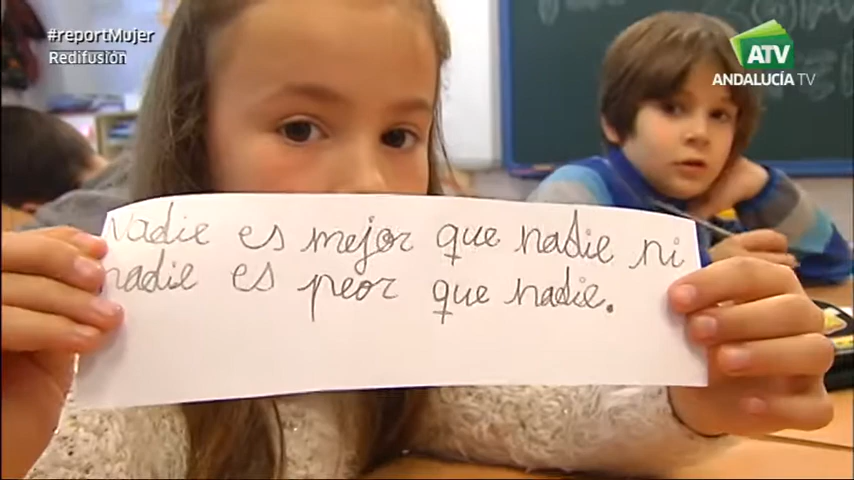 #reportMujer
Redifusión
ATV
ANDALUCÍA TV
Nadie es mejor que nadie ni
nadie es peor que nadie.